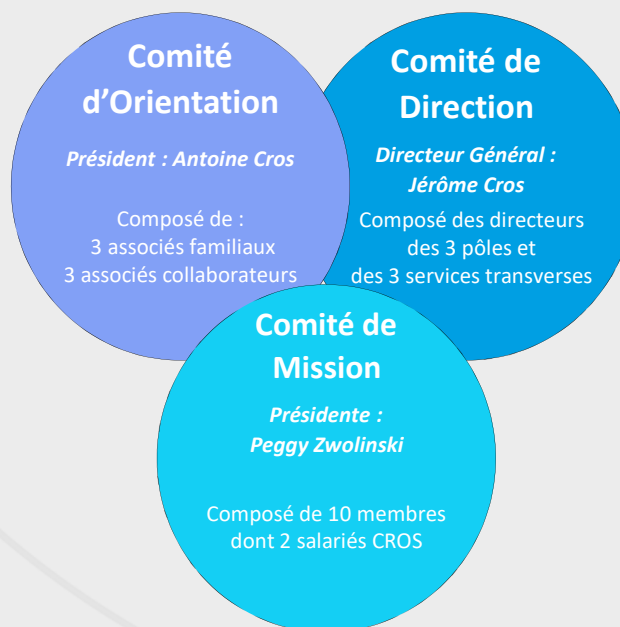 Comité
d’Orientation
Président : Antoine Cros
Composé de :
3 associés familiaux
3 associés collaborateurs
Comité de
Direction
Directeur Général :
Jérôme Cros
Composé des directeurs
des 3 pôles et
des 3 services transverses
Comité de
Mission
Présidente :
Peggy Zwolinski
Composé de 10 membres
dont 2 salariés CROS